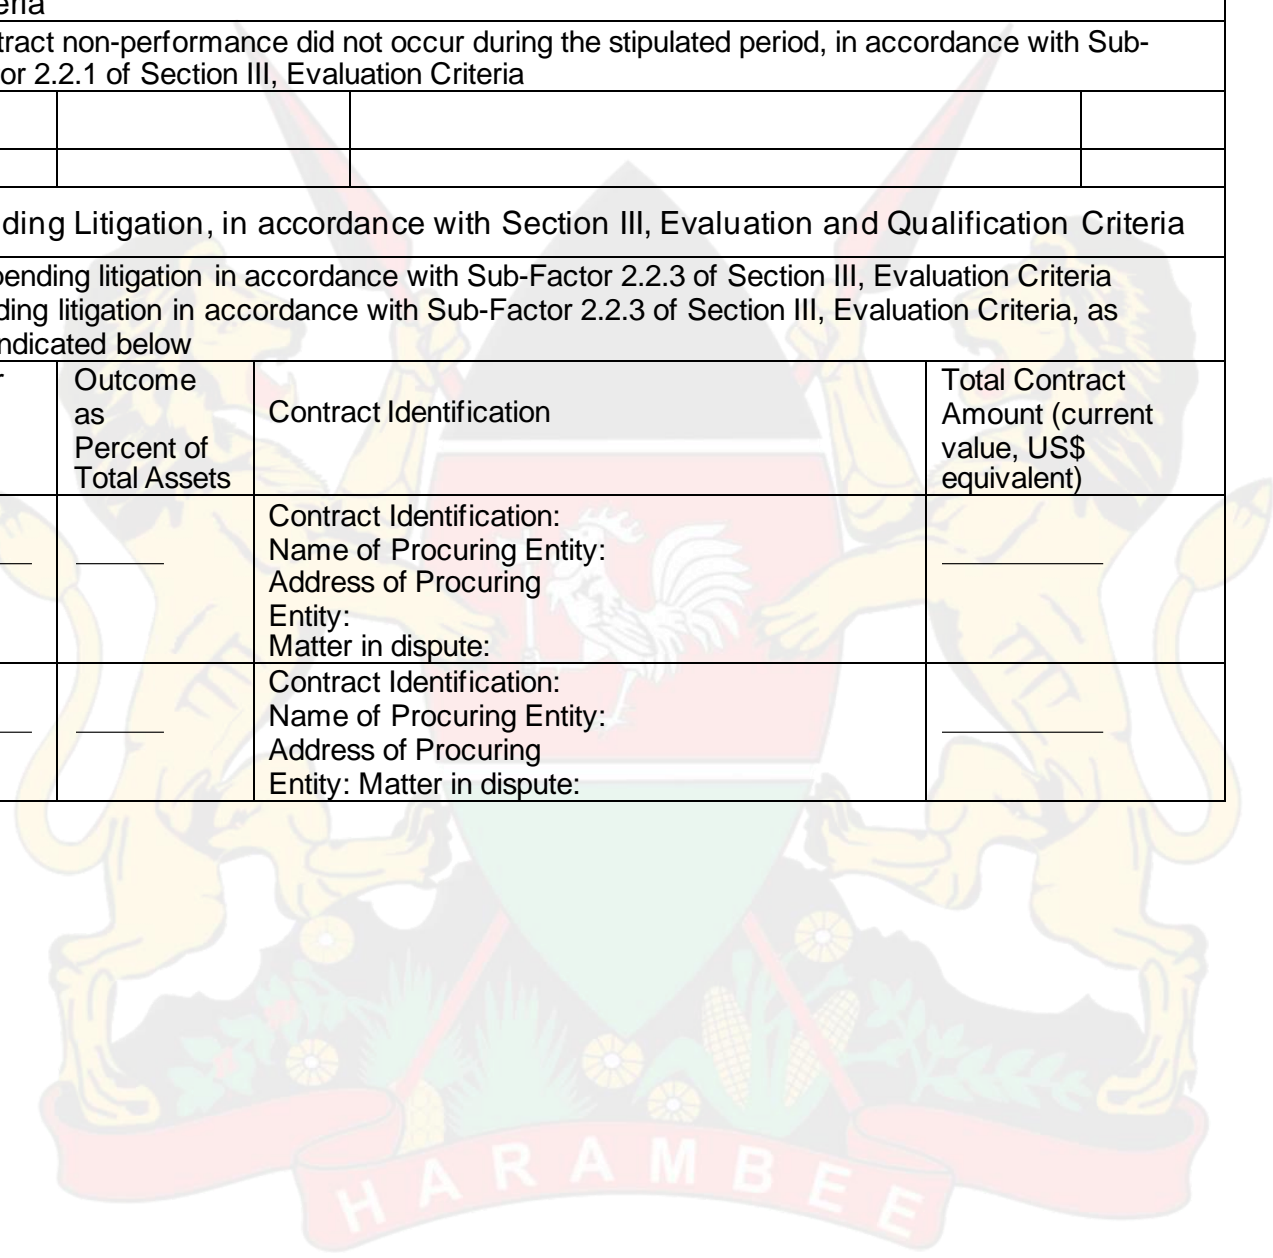 eria
tract non-performance did not occur during the stipulated period, in accordance with Sub-
or 2.2.1 of Section III, Evaluation Criteria
ding Litigation, in accordance with Section III, Evaluation and Qualification Criteria
pending litigation in accordance with Sub-Factor 2.2.3 of Section III, Evaluation Criteria
ding litigation in accordance with Sub-Factor 2.2.3 of Section III, Evaluation Criteria, as
ndicated below
r
Outcome
as
Percent of
Total Assets
Contract Identification
Total Contract
Amount (current
value, US$
equivalent)
Contract Identification:
Name of Procuring Entity:
Address of Procuring
Entity:
Matter in dispute:
Contract Identification:
Name of Procuring Entity:
Address of Procuring
Entity: Matter in dispute:
HARAMBEE